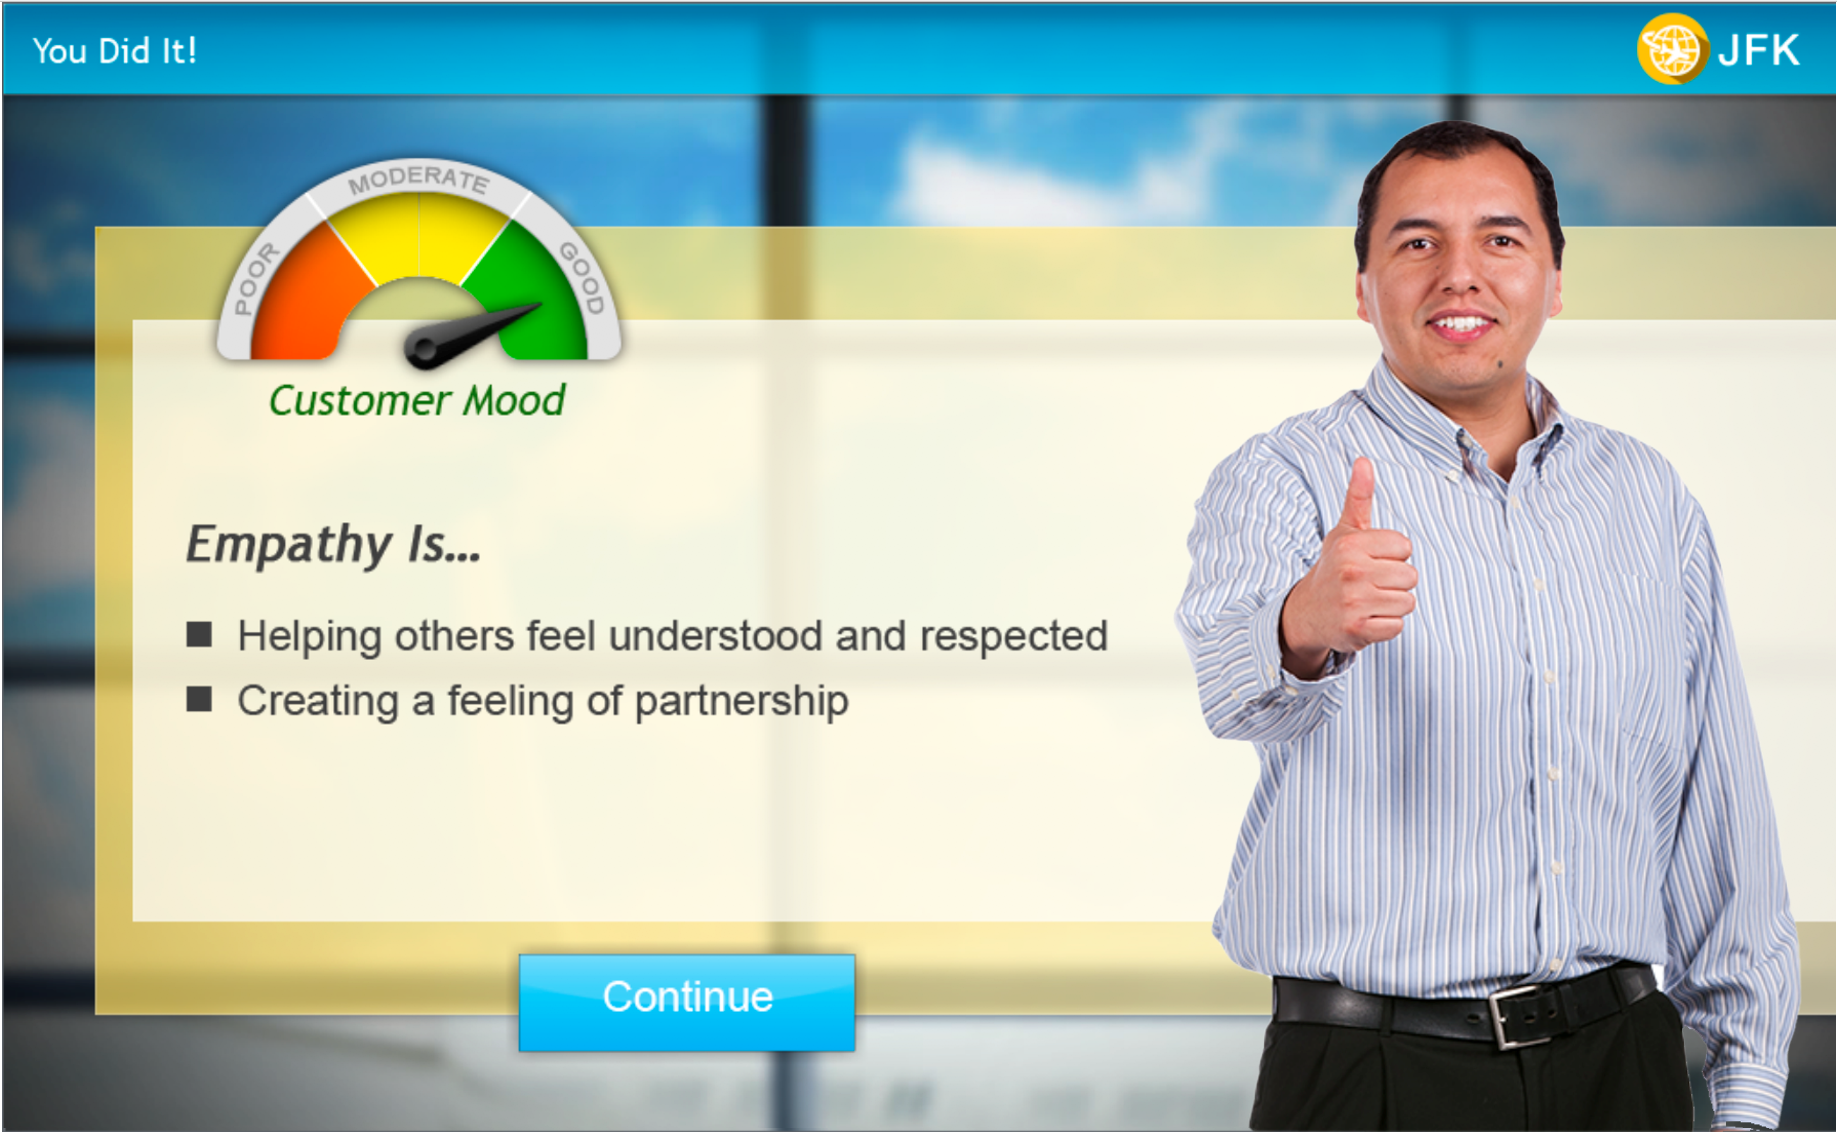 You Did It!
JFK
MODERATE
POOR
GOOD
Customer Mood
Empathy Is...
■ Helping others feel understood and respected
■ Creating a feeling of partnership
Continue